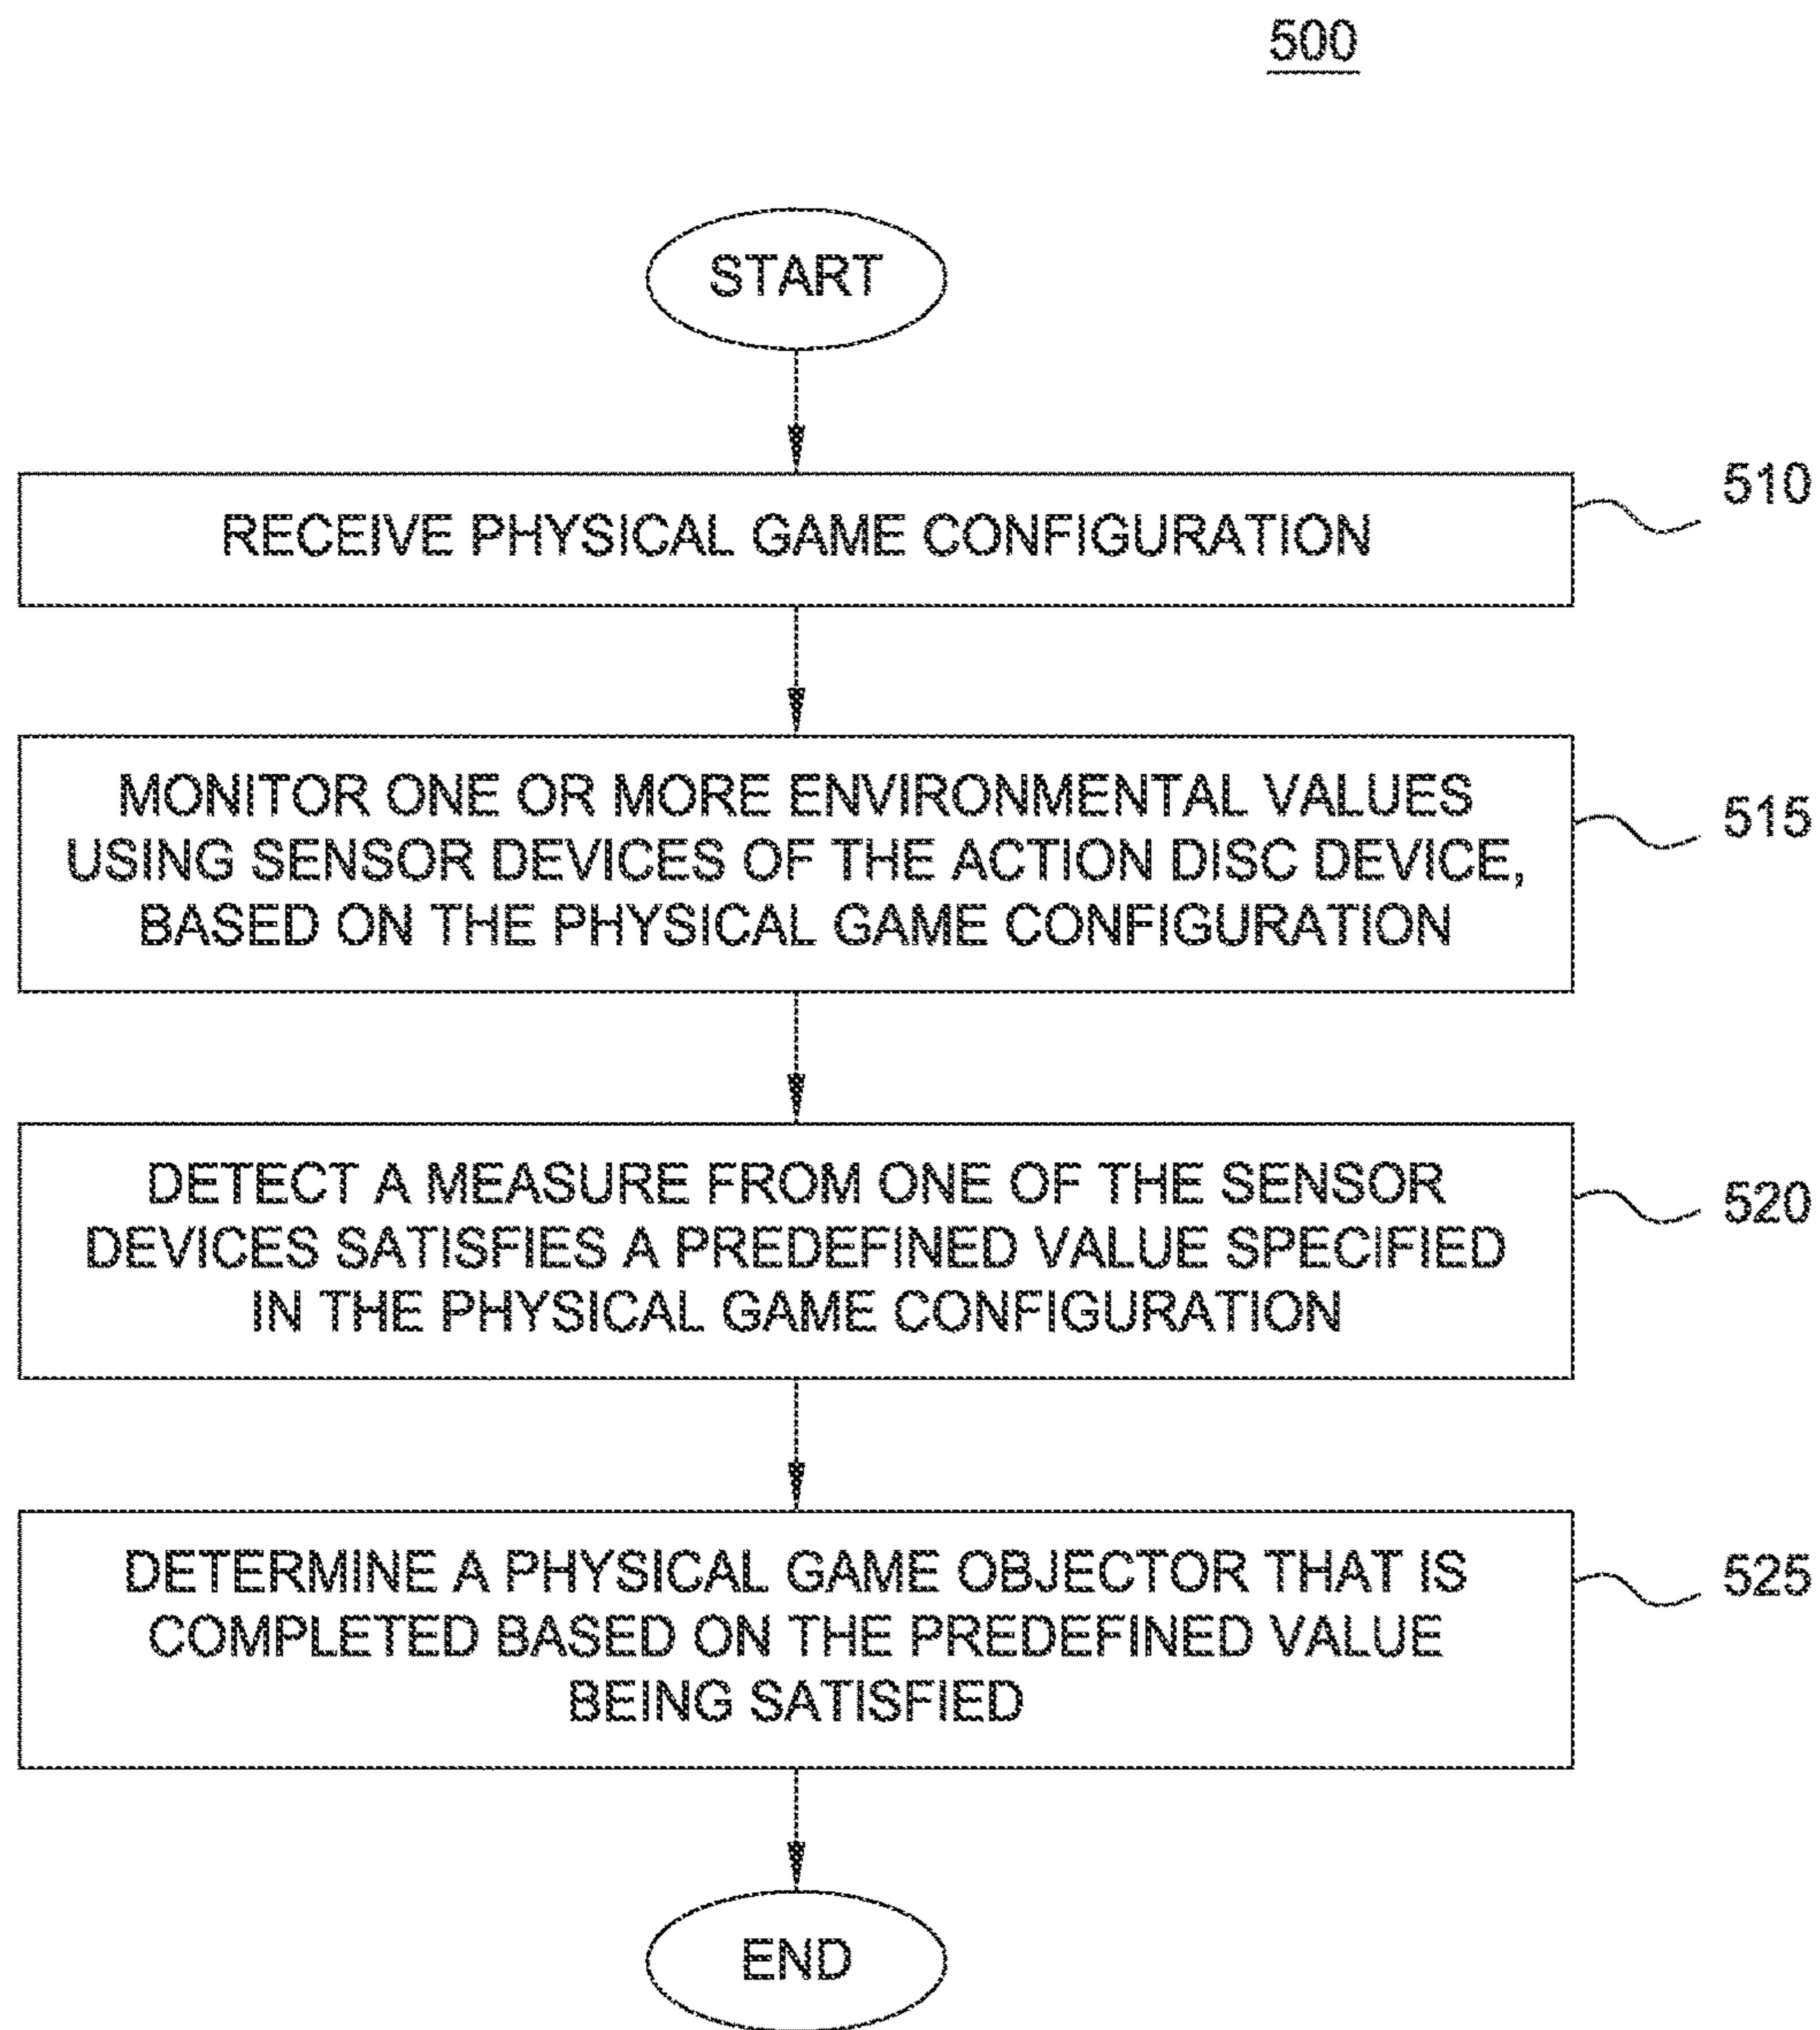 500
START
RECEIVE PHYSICAL GAME CONFIGURATION
510
MONITOR ONE OR MORE ENVIRONMENTAL VALUES
USING SENSOR DEVICES OF THE ACTION DISC DEVICE,
BASED ON THE PHYSICAL GAME CONFIGURATION
515
DETECT A MEASURE FROM ONE OF THE SENSOR
DEVICES SATISFIES A PREDEFINED VALUE SPECIFIED
IN THE PHYSICAL GAME CONFIGURATION
520
DETERMINE A PHYSICAL GAME OBJECTOR THAT IS
COMPLETED BASED ON THE PREDEFINED VALUE
BEING SATISFIED
525
END